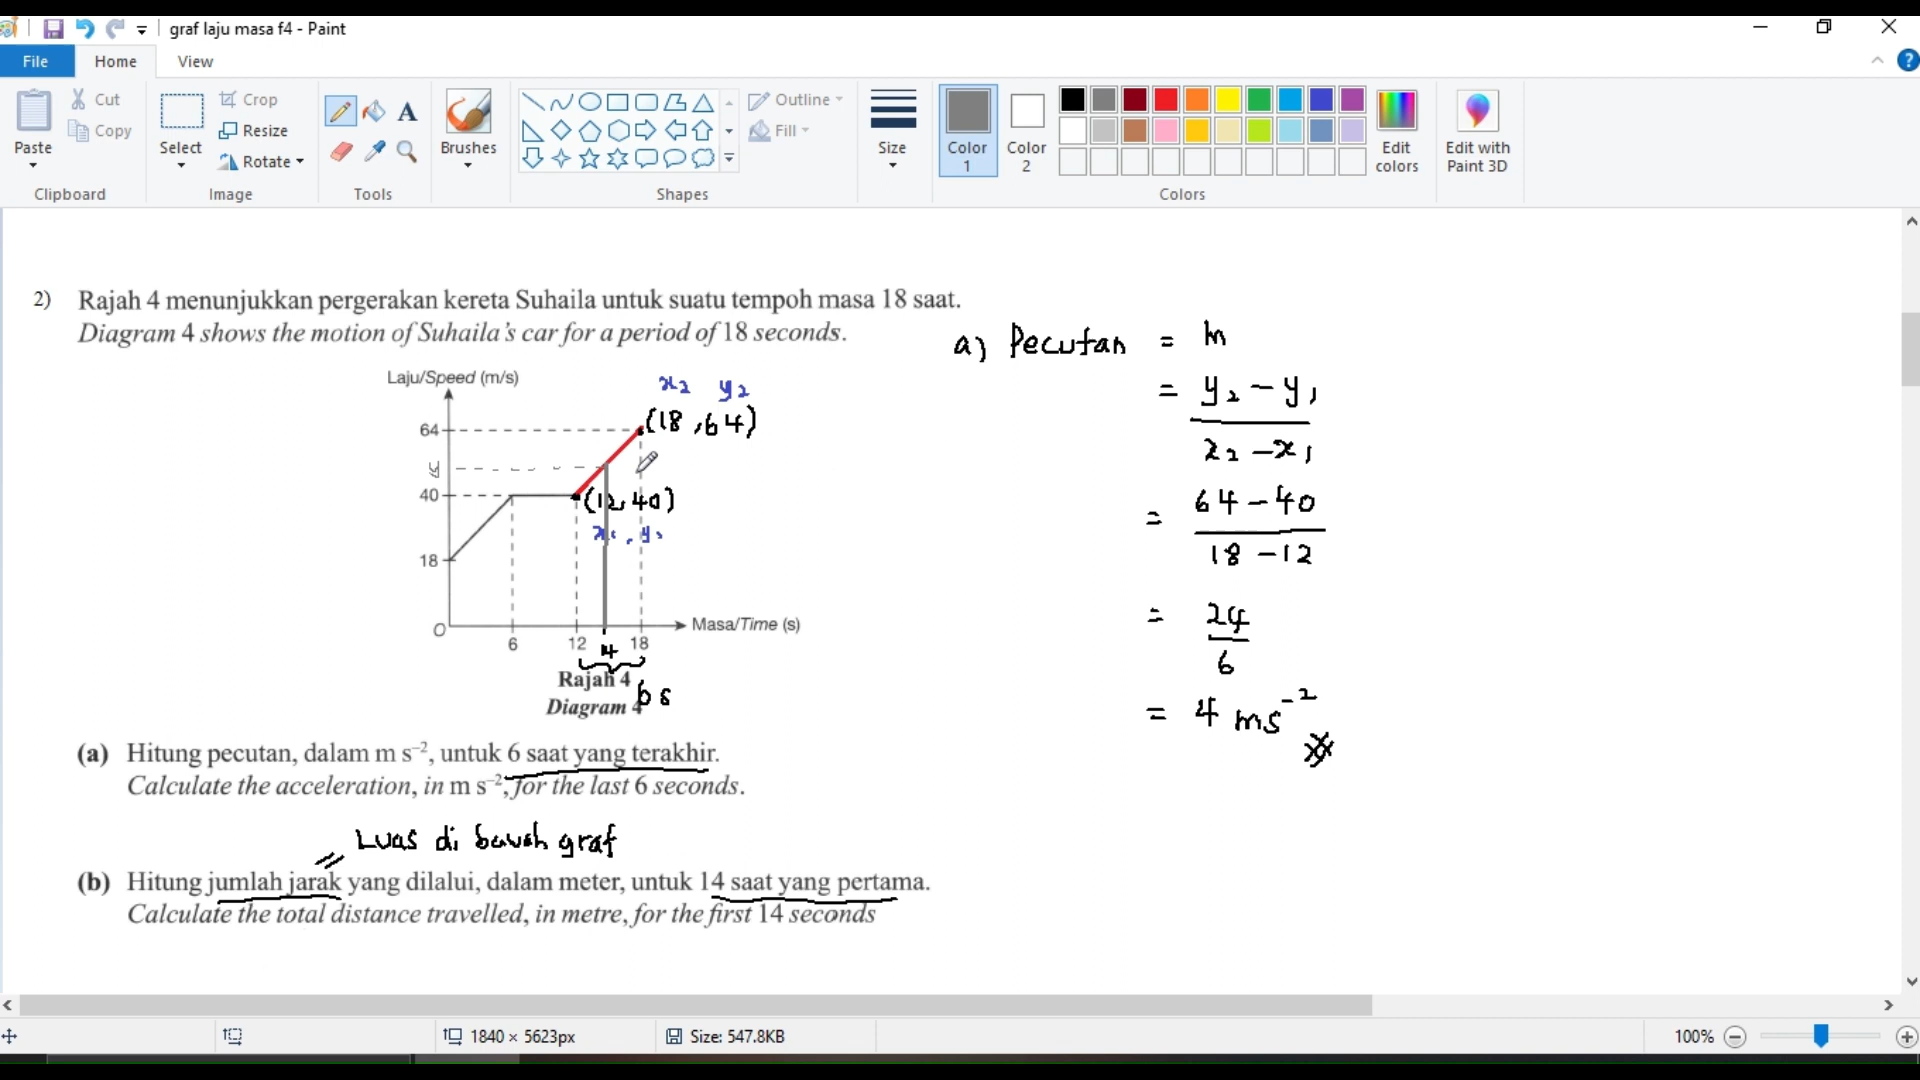 graf laju masa f4 - Paint
File
Home
View
Paste
Cut
Copy
Clipboard
Select
Crop
Resize
Rotate
Image
A
Tools
Brushes
Shapes
Outline
Fill
Size
Color
1
Color
2
Edit
colors
Colors
Edit with
Paint 3D
2) Rajah 4 menunjukkan pergerakan kereta Suhaila untuk suatu tempoh masa 18 saat.
Diagram 4 shows the motion of Suhaila's car for a period of 18 seconds.
Laju/Speed (m/s)
x₂ y₂
(18, 64)
64
40
(12, 40)
x₁, y₁
18
O
6
12
14
18
Masa/Time (s)
Rajah 4
Diagram 4
6 s
(a) Hitung pecutan, dalam m s⁻², untuk 6 saat yang terakhir.
Calculate the acceleration, in m s⁻², for the last 6 seconds.
Luas di bawah graf
(b) Hitung jumlah jarak yang dilalui, dalam meter, untuk 14 saat yang pertama.
Calculate the total distance travelled, in metre, for the first 14 seconds
a) Pecutan = m
= y₂ - y₁
x₂ - x₁
= 64 - 40
18 - 12
= 24
6
= 4 ms⁻²
1840 × 5623px
Size: 547.8KB
100%